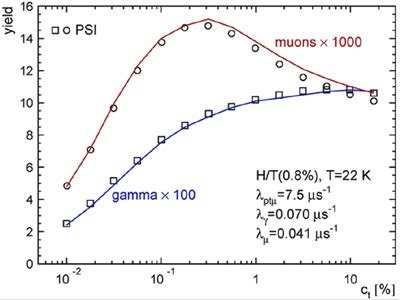 yield
16
14
12
10
8
6
4
2
0
PSI
muons × 1000
gamma × 100
H/T(0.8%), T=22 K
λptμ=7.5 μs⁻¹
λγ=0.070 μs⁻¹
λμ=0.041 μs⁻¹
10⁻² 10⁻¹ 1 10
cₜ [%]